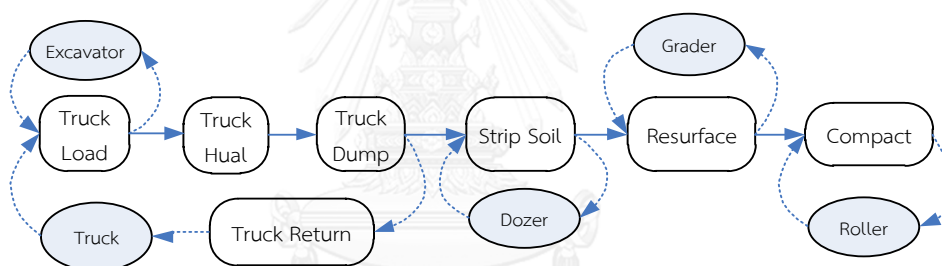 Excavator
Grader
Truck
Load
Truck
Hual
Truck
Dump
Strip Soil
Resurface
Compact
Truck
Truck Return
Dozer
Roller